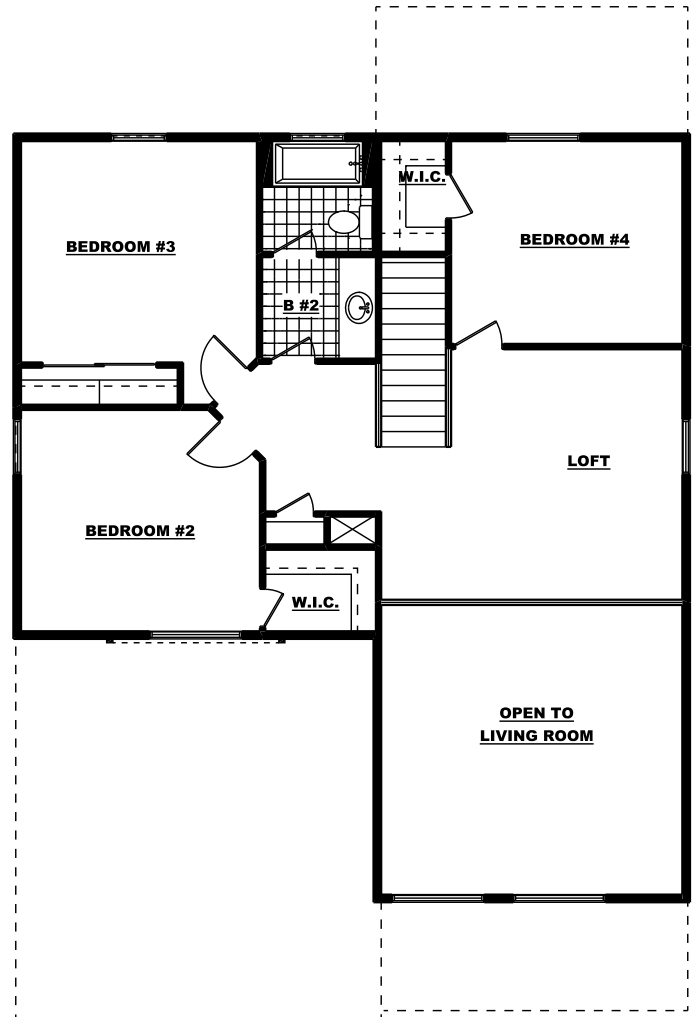 W.I.C.
BEDROOM #3
BEDROOM #4
B #2
LOFT
BEDROOM #2
W.I.C.
OPEN TO
LIVING ROOM